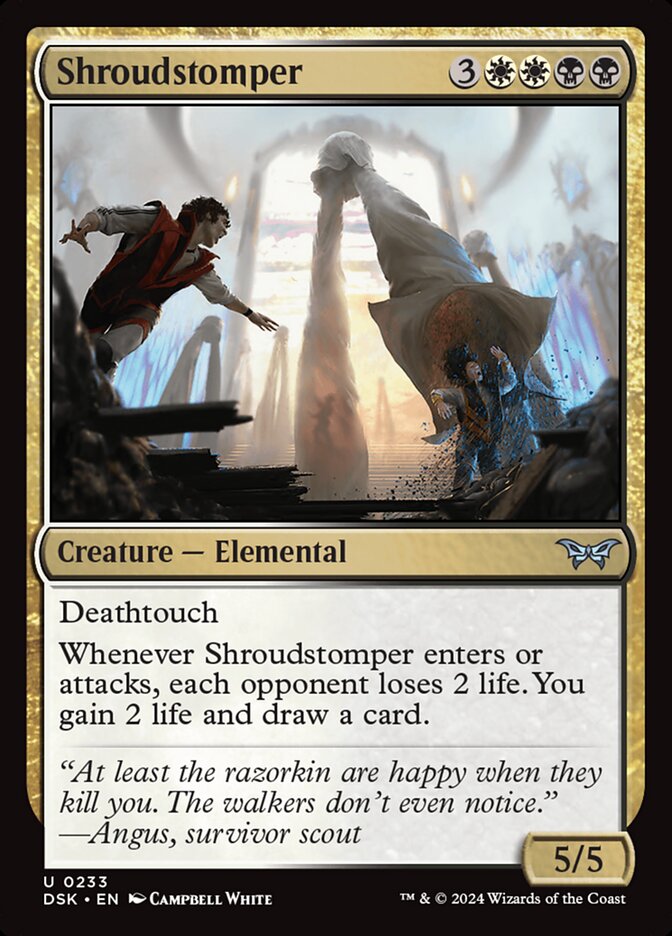 Shroudstomper 3
Creature — Elemental
Deathtouch
Whenever Shroudstomper enters or
attacks, each opponent loses 2 life. You
gain 2 life and draw a card.
“At least the razorkin are happy when they
kill you. The walkers don’t even notice.”
—Angus, survivor scout
5/5
U 0233
DSK • EN Campbell White ™ & © 2024 Wizards of the Coast